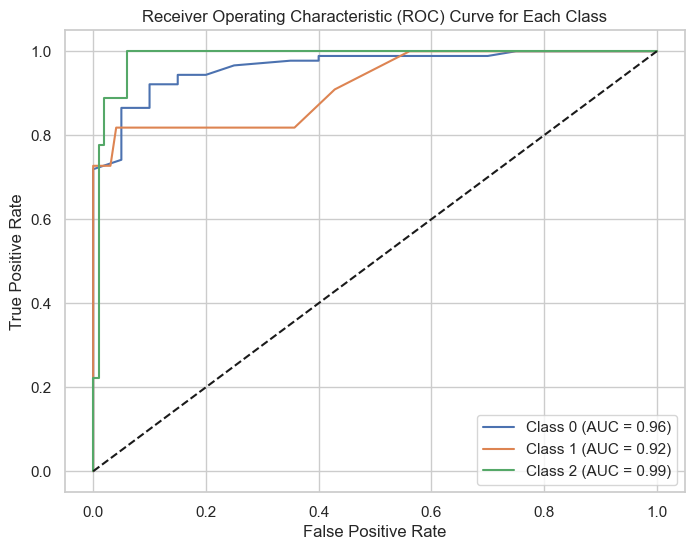 Receiver Operating Characteristic (ROC) Curve for Each Class
True Positive Rate
1.0
0.8
0.6
0.4
0.2
0.0
0.0 0.2 0.4 0.6 0.8 1.0
False Positive Rate
Class 0 (AUC = 0.96)
Class 1 (AUC = 0.92)
Class 2 (AUC = 0.99)